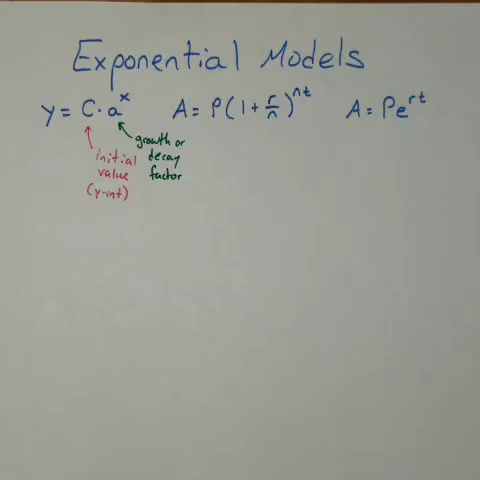 Exponential Models
y = C · a^x   A = P(1 + r/n)^nt   A = Pe^rt
initial value (y-int)
growth or decay factor